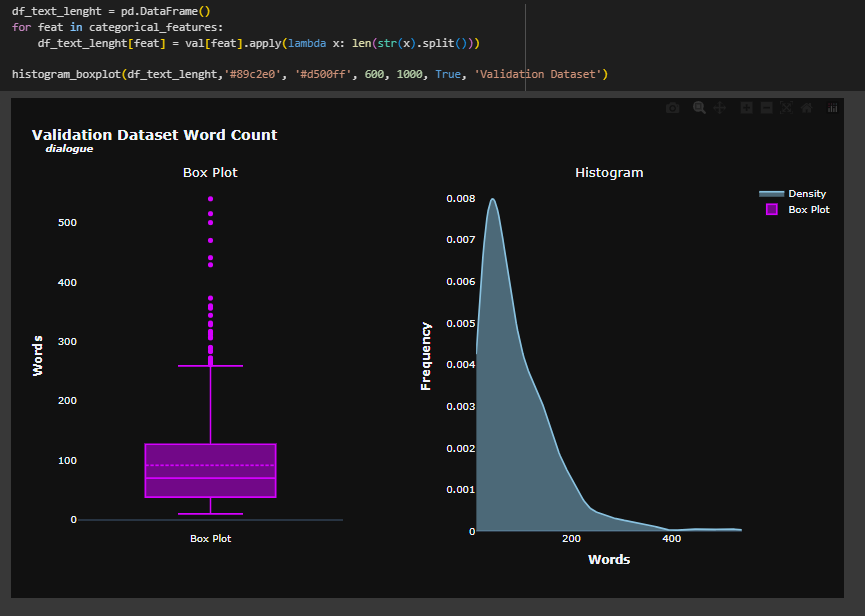 df_text_lenght = pd.DataFrame()
for feat in categorical_features:
    df_text_lenght[feat] = val[feat].apply(lambda x: len(str(x).split()))
histogram_boxplot(df_text_lenght,'#89c2e0', '#d500ff', 600, 1000, True, 'Validation Dataset')
Validation Dataset Word Count
dialogue
Box Plot
500
400
300
200
100
0
Words
Box Plot
Histogram
0.008
0.007
0.006
0.005
0.004
0.003
0.002
0.001
0
Frequency
200
400
Words
Density
Box Plot